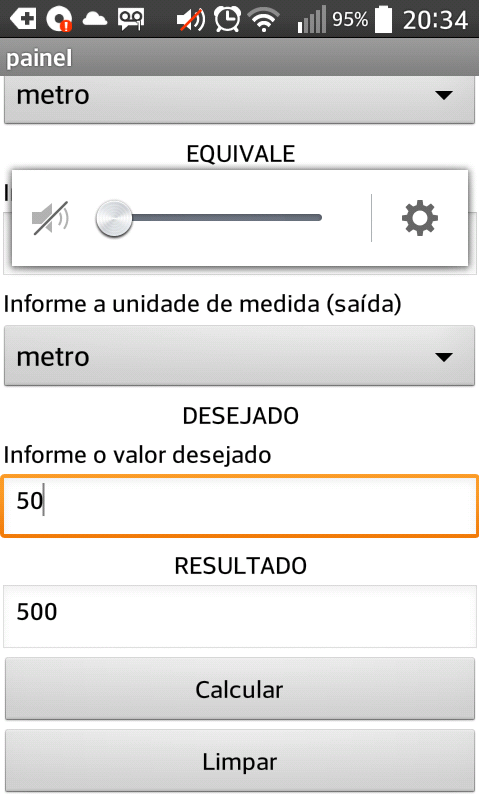 95% 20:34
painel
metro
EQUIVALE
Informe a unidade de medida (saída)
metro
DESEJADO
Informe o valor desejado
50
RESULTADO
500
Calcular
Limpar